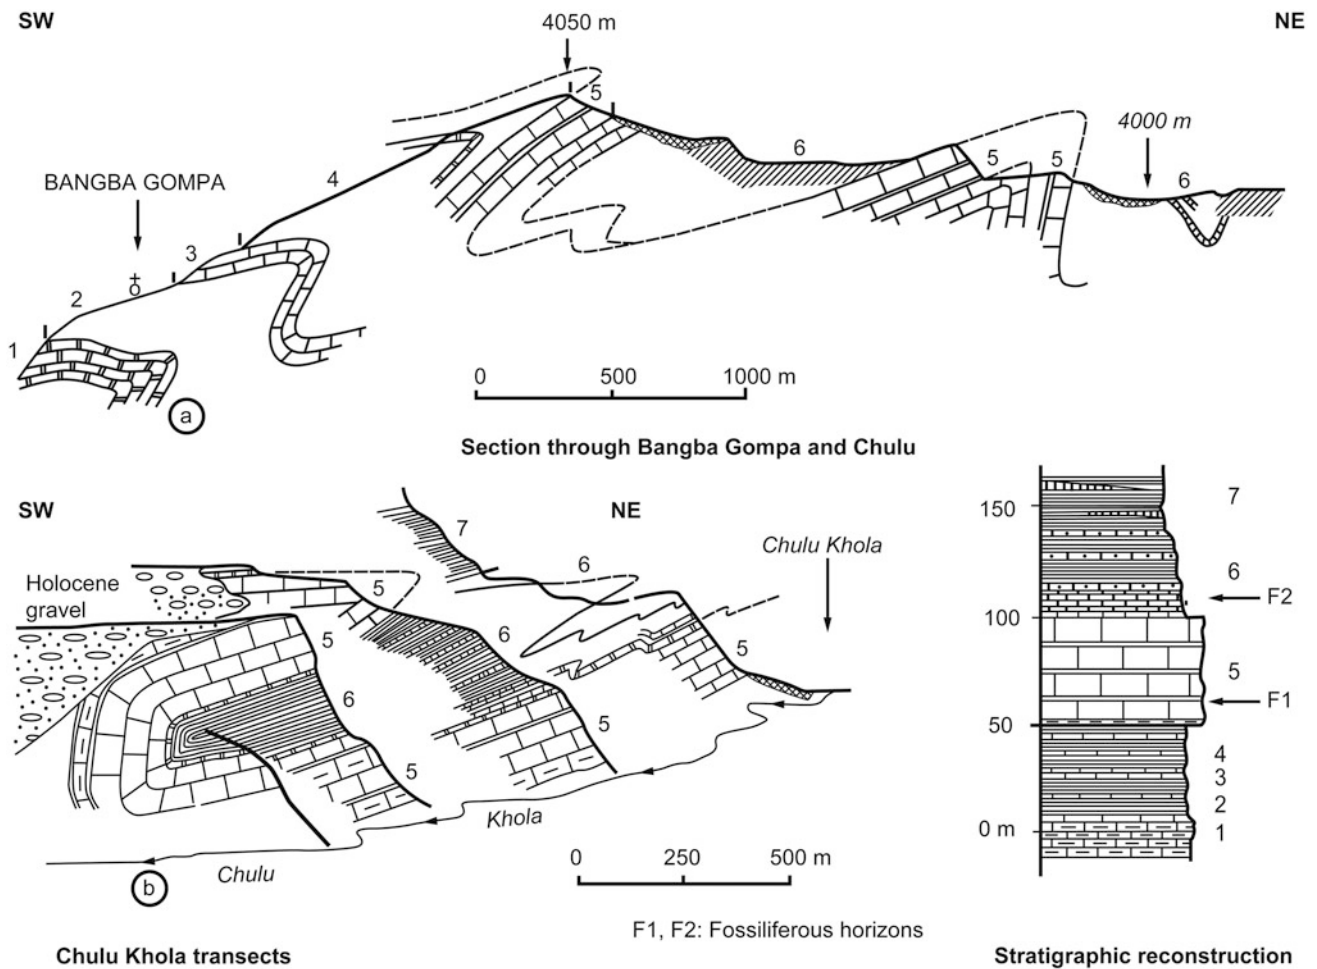 SW
4050 m
NE
5
4000 m
6
5
5
6
4
BANGBA GOMPA
3
2
1
a
0 500 1000 m
Section through Bangba Gompa and Chulu
SW
NE
7
Chulu Khola
Holocene
gravel
5
6
6
5
5
6
5
5
Khola
Chulu
b
0 250 500 m
F1, F2: Fossiliferous horizons
Chulu Khola transects
150
7
6
F2
100
5
F1
50
4
3
2
0 m
1
Stratigraphic reconstruction